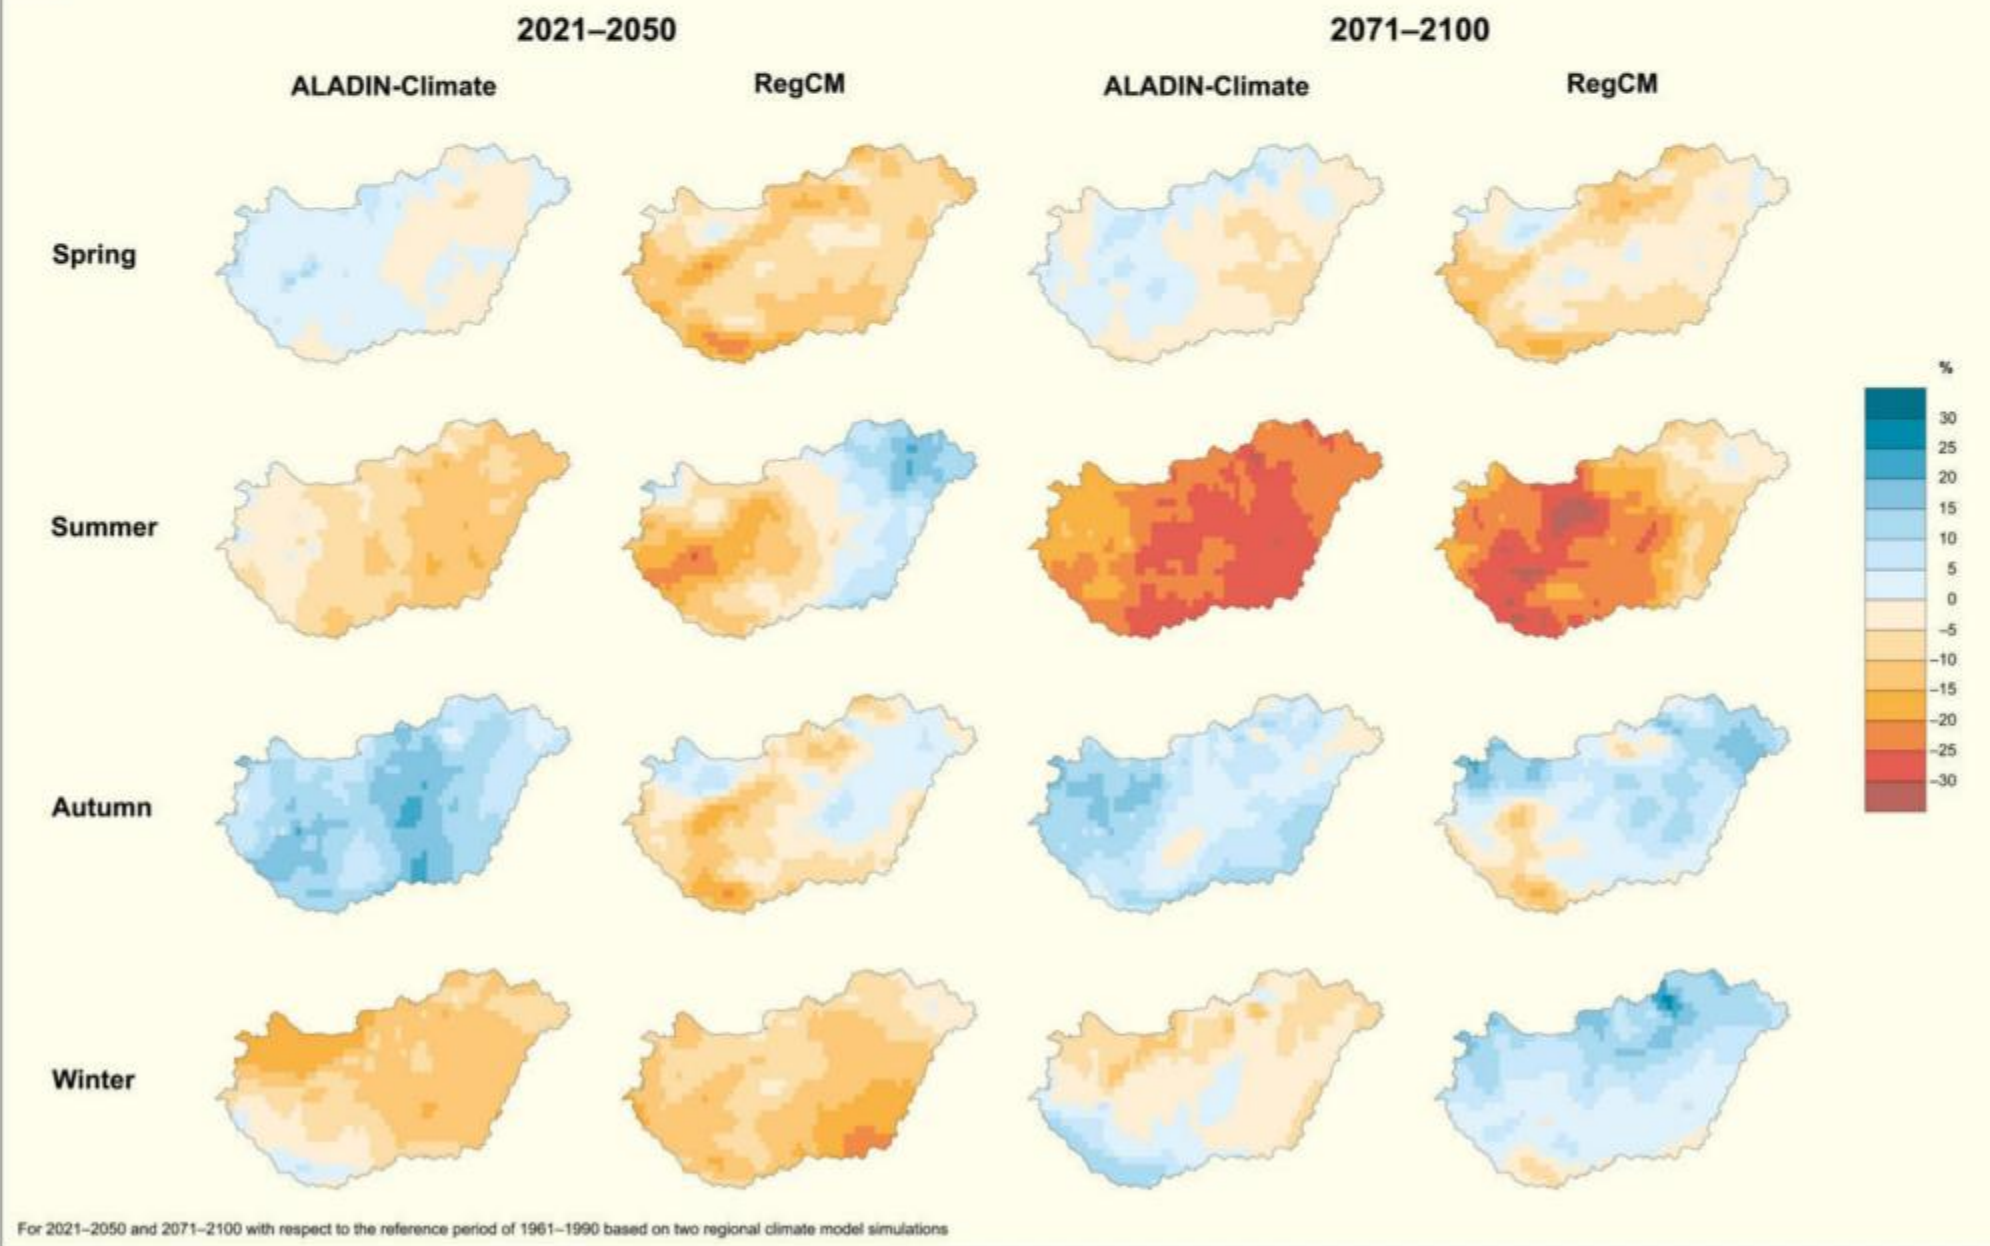 2021–2050
2071–2100
ALADIN-Climate
RegCM
ALADIN-Climate
RegCM
Spring
Summer
Autumn
Winter
%
30
25
20
15
10
5
0
–5
–10
–15
–20
–25
–30
For 2021–2050 and 2071–2100 with respect to the reference period of 1961–1990 based on two regional climate model simulations